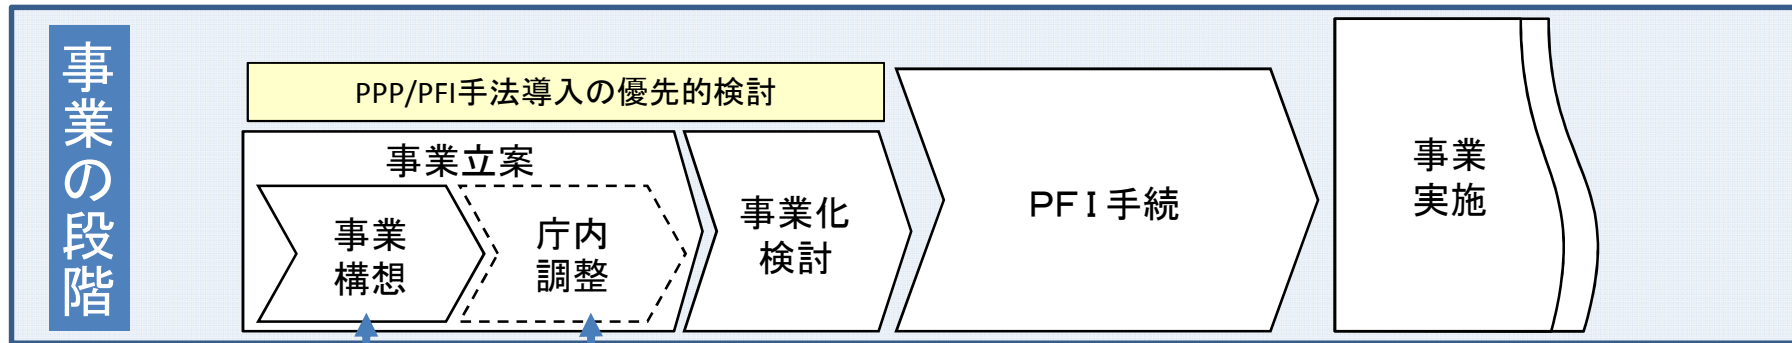 事業の段階
PPP/PFI手法導入の優先的検討
事業立案
事業
構想
庁内
調整
事業化
検討
ＰＦＩ手続
事業
実施